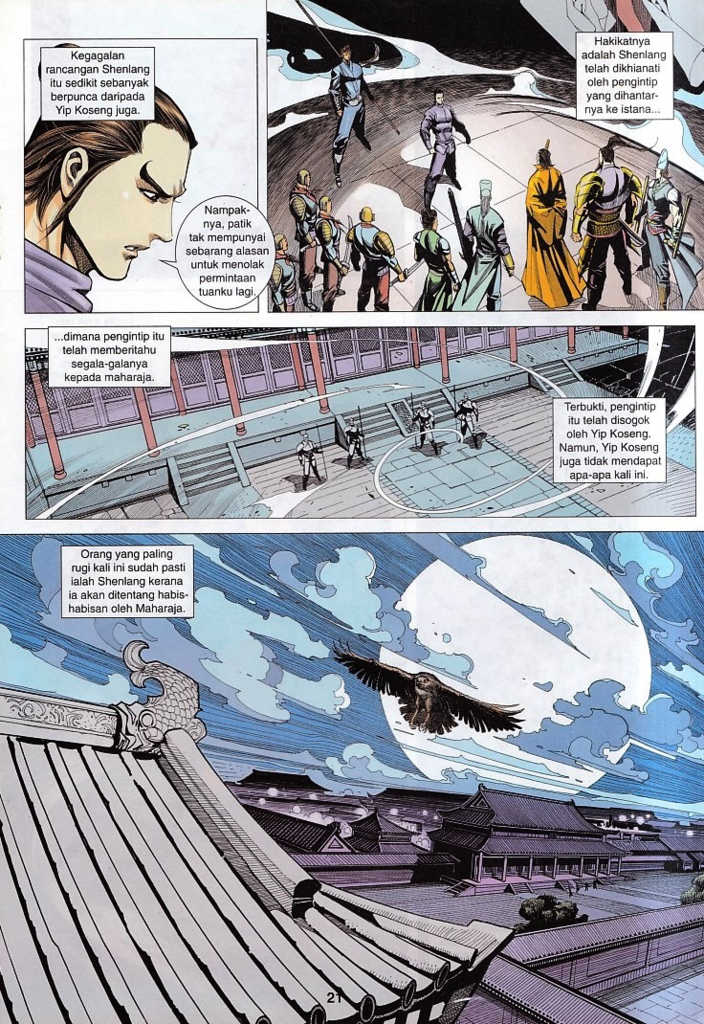 Kegagalan
rancangan Shenlang
itu sedikit sebanyak
berpunca daripada
Yip Koseng juga.
Nampak-
nya, patik
tak mempunyai
sebarang alasan
untuk menolak
permintaan
tuanku lagi.
Hakikatnya
adalah Shenlang
telah dikhianati
oleh pengintip
yang dihantar-
nya ke istana...
...dimana pengintip itu
telah memberitahu
segala-galanya
kepada maharaja.
Terbukti, pengintip
itu telah disogok
oleh Yip Koseng.
Namun, Yip Koseng
juga tidak mendapat
apa-apa kali ini.
Orang yang paling
rugi kali ini sudah pasti
ialah Shenlang kerana
ia akan ditentang habis-
habisan oleh Maharaja.
21